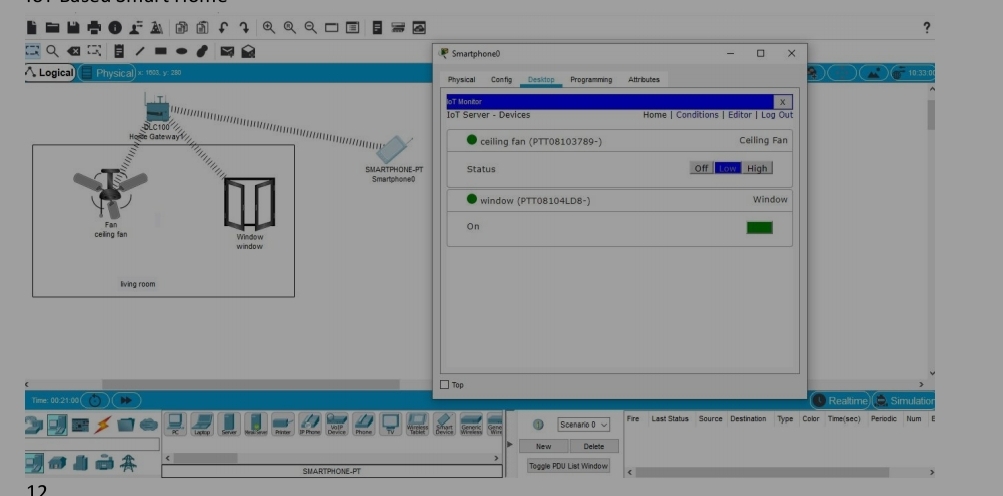 IoT Based Smart Home
?
Logical
Physical
x: 1603, y: 280
10:33:00
Smartphone0
Physical Config Desktop Programming Attributes
IoT Monitor X
IoT Server - Devices Home | Conditions | Editor | Log Out
ceiling fan (PTT08103789-) Ceiling Fan
Status Off Low High
window (PTT08104LD8-) Window
On
Top
DLC100
Home Gateway1
SMARTPHONE-PT
Smartphone0
Fan
ceiling fan
Window
window
living room
Time: 00:21:00
Realtime
Simulation
PC Laptop Server Printer IP Phone VoIP Device Phone TV Wireless Tablet Smart Device Generic Wireless
SMARTPHONE-PT
Scenario 0
New Delete
Toggle PDU List Window
Fire Last Status Source Destination Type Color Time(sec) Periodic Num E
12